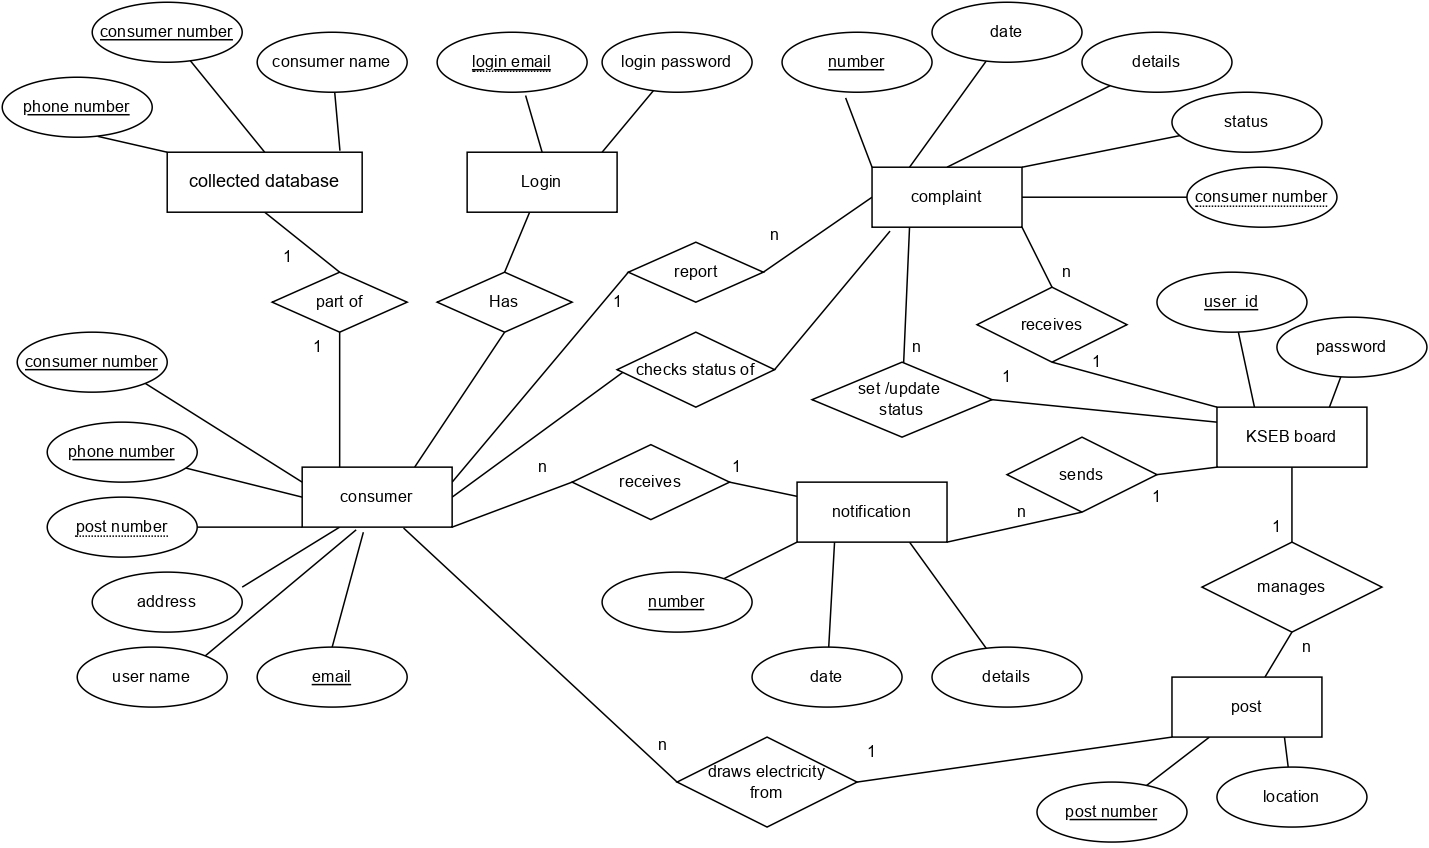 consumer number
consumer name
phone number
collected database
login email
login password
Login
number
date
details
status
consumer number
complaint
1
part of
1
Has
report
n
1
checks status of
n
receives
1
user_id
password
n
set /update
status
1
KSEB board
consumer number
phone number
post number
address
user name
email
consumer
n
receives
1
notification
sends
1
n
number
date
details
1
manages
n
post
post number
location
n
draws electricity
from
1